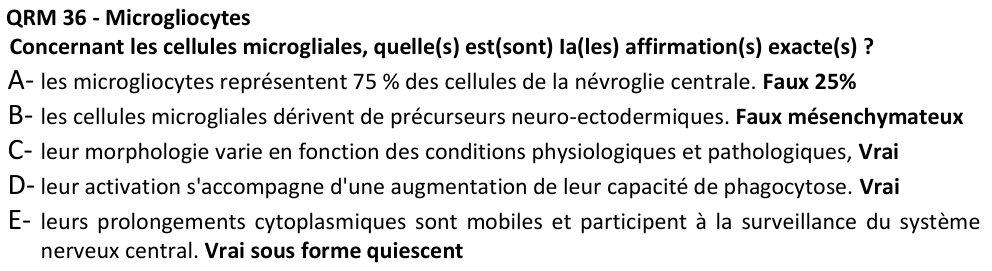 QRM 36 - Microgliocytes
Concernant les cellules microgliales, quelle(s) est(sont) la(les) affirmation(s) exacte(s) ?
A- les microgliocytes représentent 75 % des cellules de la névroglie centrale. Faux 25%
B- les cellules microgliales dérivent de précurseurs neuro-ectodermiques. Faux mésenchymateux
C- leur morphologie varie en fonction des conditions physiologiques et pathologiques, Vrai
D- leur activation s'accompagne d'une augmentation de leur capacité de phagocytose. Vrai
E- leurs prolongements cytoplasmiques sont mobiles et participent à la surveillance du système
nerveux central. Vrai sous forme quiescent